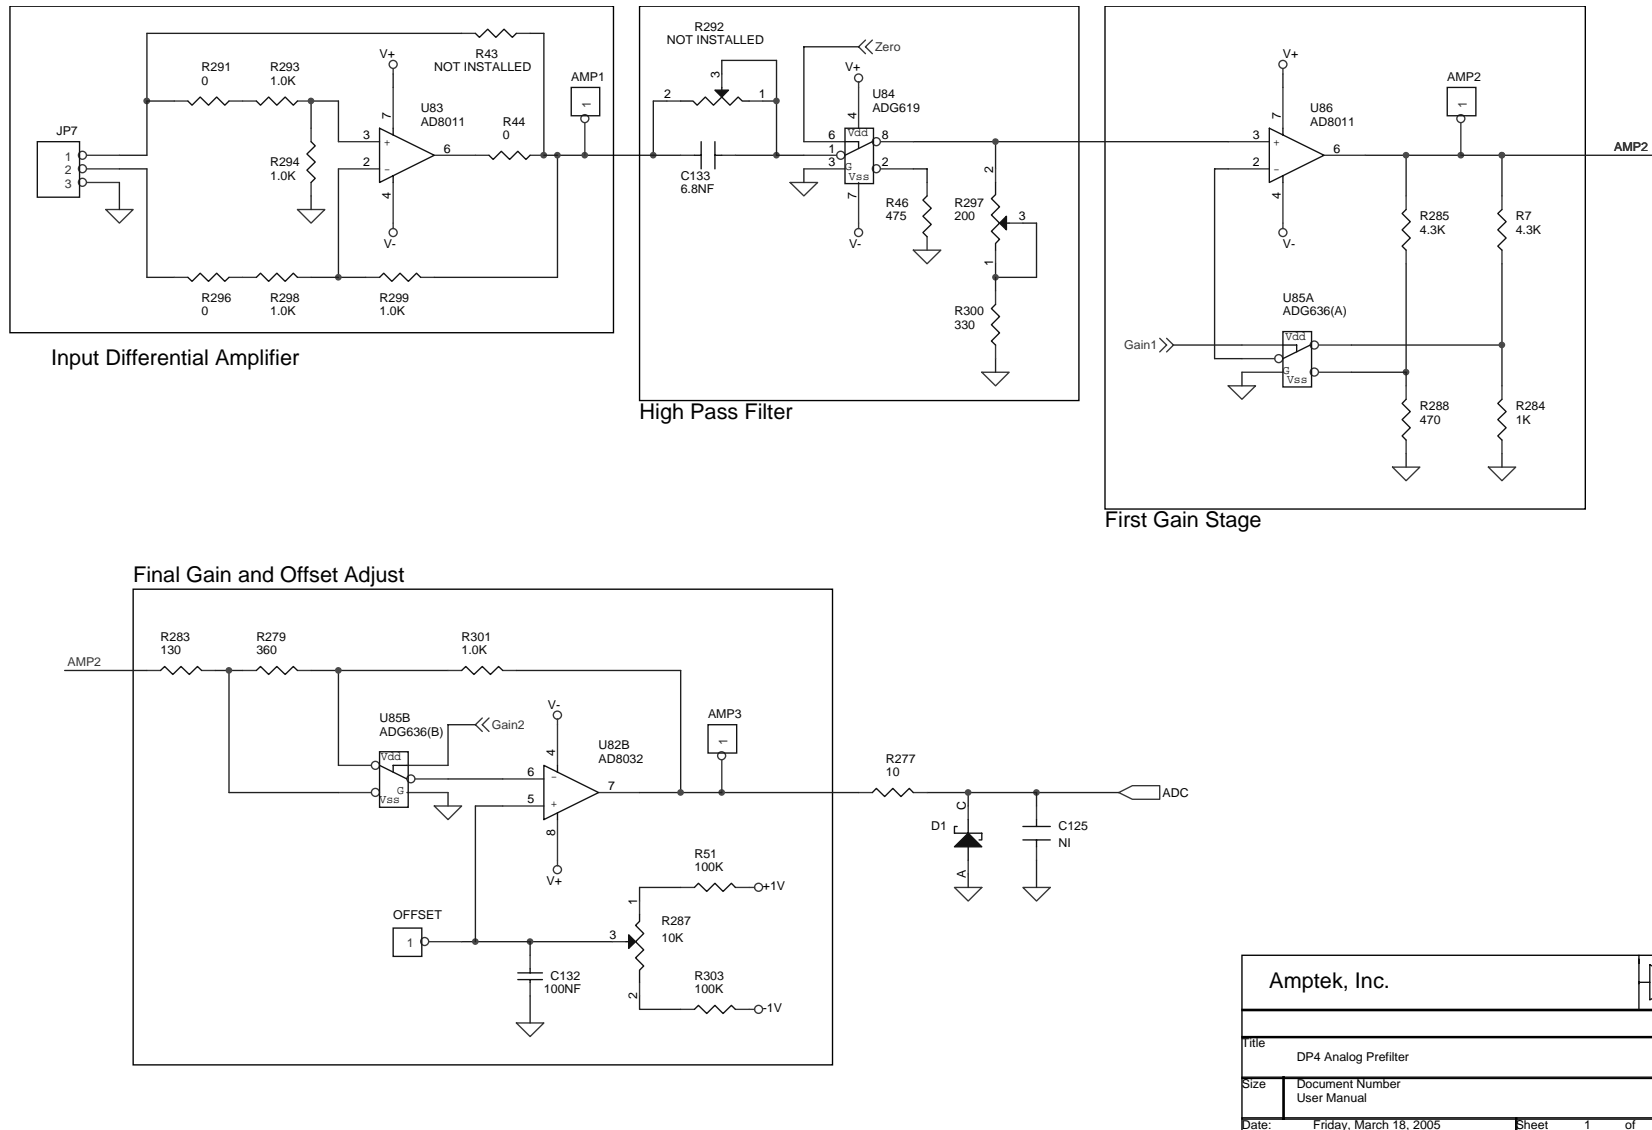 R43
NOT INSTALLED
R291
0
R293
1.0K
V+
7
U83
AD8011
JP7
1
2
3
R294
1.0K
3
+
2
-
6
4
V-
R44
0
AMP1
1
R296
0
R298
1.0K
R299
1.0K
Input Differential Amplifier
R292
NOT INSTALLED
3
2
1
C133
6.8NF
Zero
V+
4
U84
ADG619
6
1
3
Vdd
G
Vss
8
2
7
V-
R46
475
2
R297
200
3
1
R300
330
High Pass Filter
V+
7
U86
AD8011
3
+
2
-
6
4
V-
AMP2
1
AMP2
R285
4.3K
R7
4.3K
U85A
ADG636(A)
Gain1
Vdd
G
Vss
R288
470
R284
1K
First Gain Stage
Final Gain and Offset Adjust
AMP2
R283
130
R279
360
R301
1.0K
U85B
ADG636(B)
Gain2
Vdd
G
Vss
V-
4
U82B
AD8032
6
-
5
+
7
8
V+
AMP3
1
R277
10
ADC
C
D1
A
C125
NI
R51
100K
+1V
1
R287
10K
3
2
R303
100K
-1V
OFFSET
1
C132
100NF
Amptek, Inc.
Title
DP4 Analog Prefilter
Size
Document Number
User Manual
Date:
Friday, March 18, 2005
Sheet
1
of